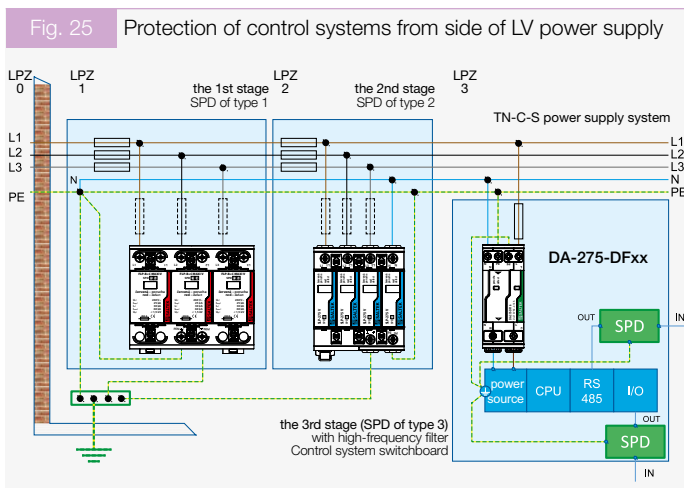 Fig. 25 Protection of control systems from side of LV power supply
LPZ
0
LPZ
1
the 1st stage
SPD of type 1
LPZ
2
the 2nd stage
SPD of type 2
LPZ
3
TN-C-S power supply system
L1
L2
L3
N
PE
L1
L2
L3
N
PE
DA-275-DFxx
OUT
SPD
IN
power
source
CPU
RS
485
I/O
OUT
SPD
IN
the 3rd stage (SPD of type 3)
with high-frequency filter
Control system switchboard